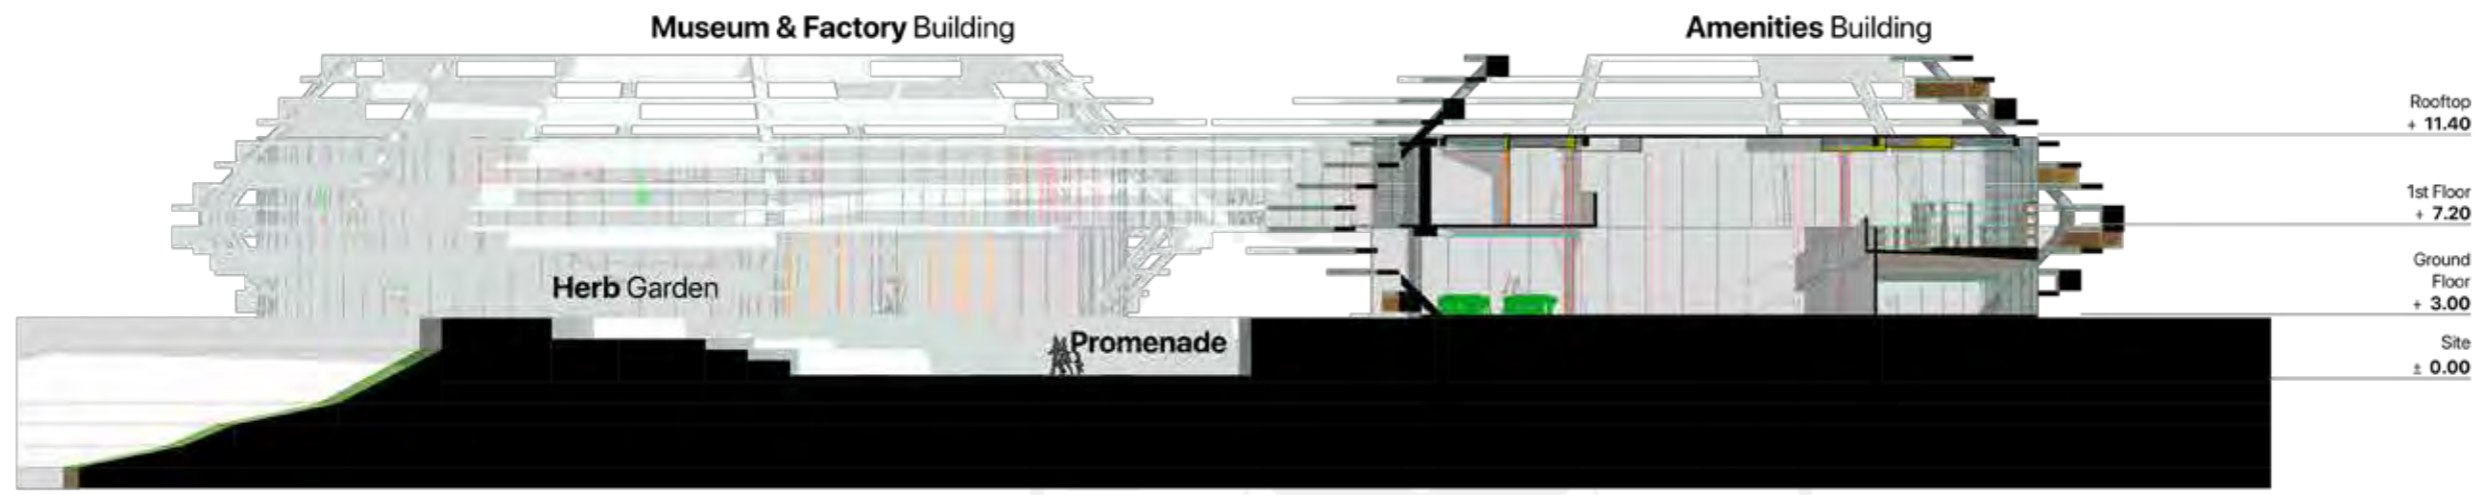 Museum & Factory Building
Amenities Building
Rooftop
+ 11.40
1st Floor
+ 7.20
Ground
Floor
+ 3.00
Herb Garden
Promenade
Site
± 0.00